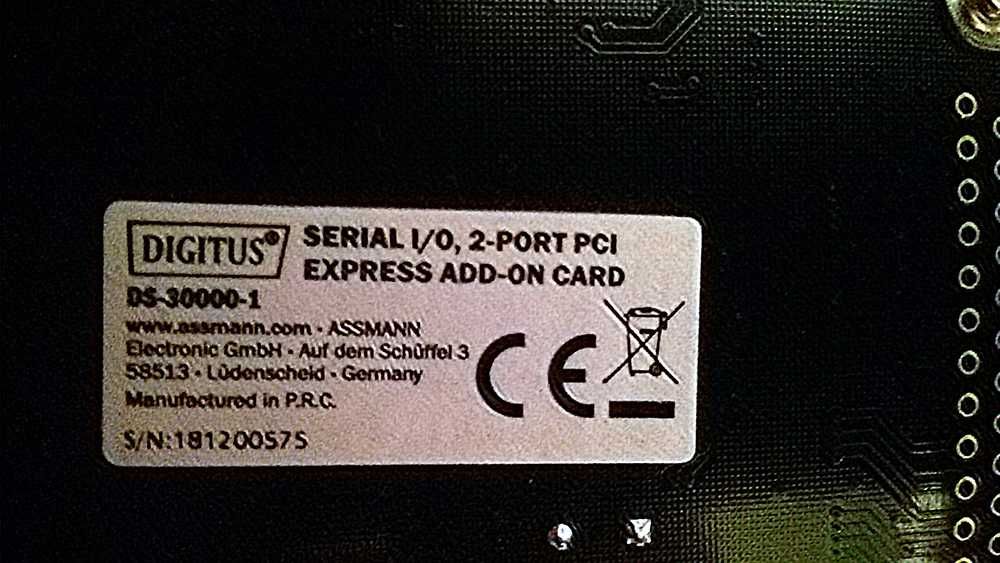 DIGITUS®
SERIAL I/O, 2-PORT PCI
EXPRESS ADD-ON CARD
DS-30000-1
www.assmann.com · ASSMANN
Electronic GmbH · Auf dem Schüffel 3
58513 · Lüdenscheid · Germany
Manufactured in P.R.C.
S/N:181200575
CE